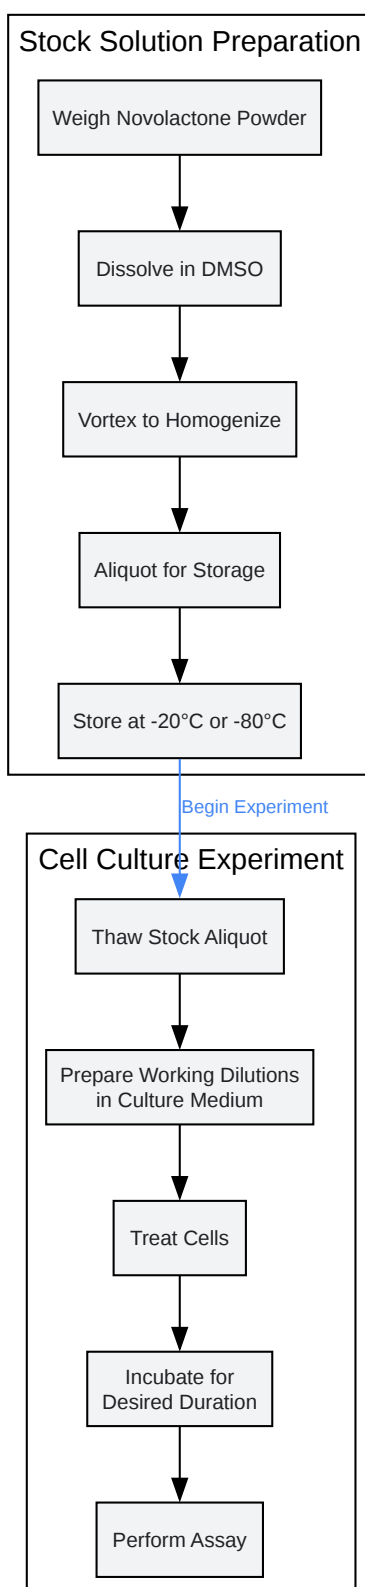 Stock Solution Preparation
Weigh Novolactone Powder
Dissolve in DMSO
Vortex to Homogenize
Aliquot for Storage
Store at -20°C or -80°C
Begin Experiment
Cell Culture Experiment
Thaw Stock Aliquot
Prepare Working Dilutions
in Culture Medium
Treat Cells
Incubate for
Desired Duration
Perform Assay